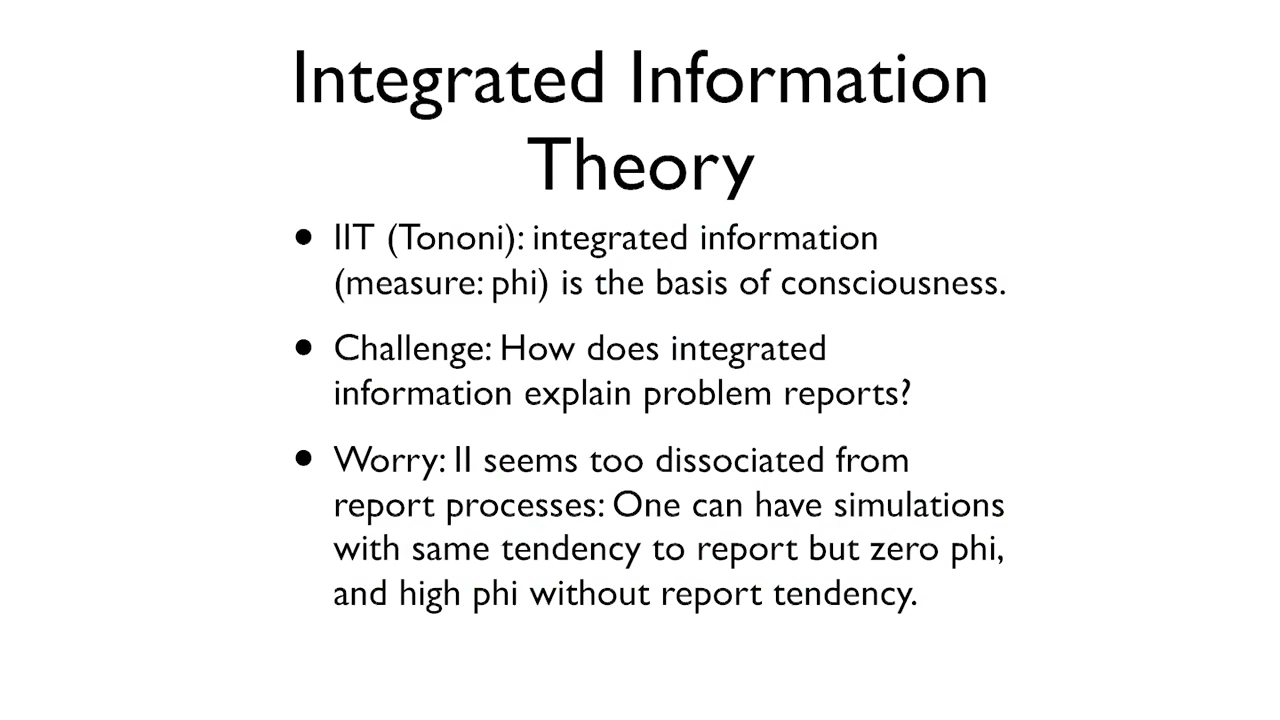 Integrated Information
Theory
• IIT (Tononi): integrated information
(measure: phi) is the basis of consciousness.
• Challenge: How does integrated
information explain problem reports?
• Worry: II seems too dissociated from
report processes: One can have simulations
with same tendency to report but zero phi,
and high phi without report tendency.